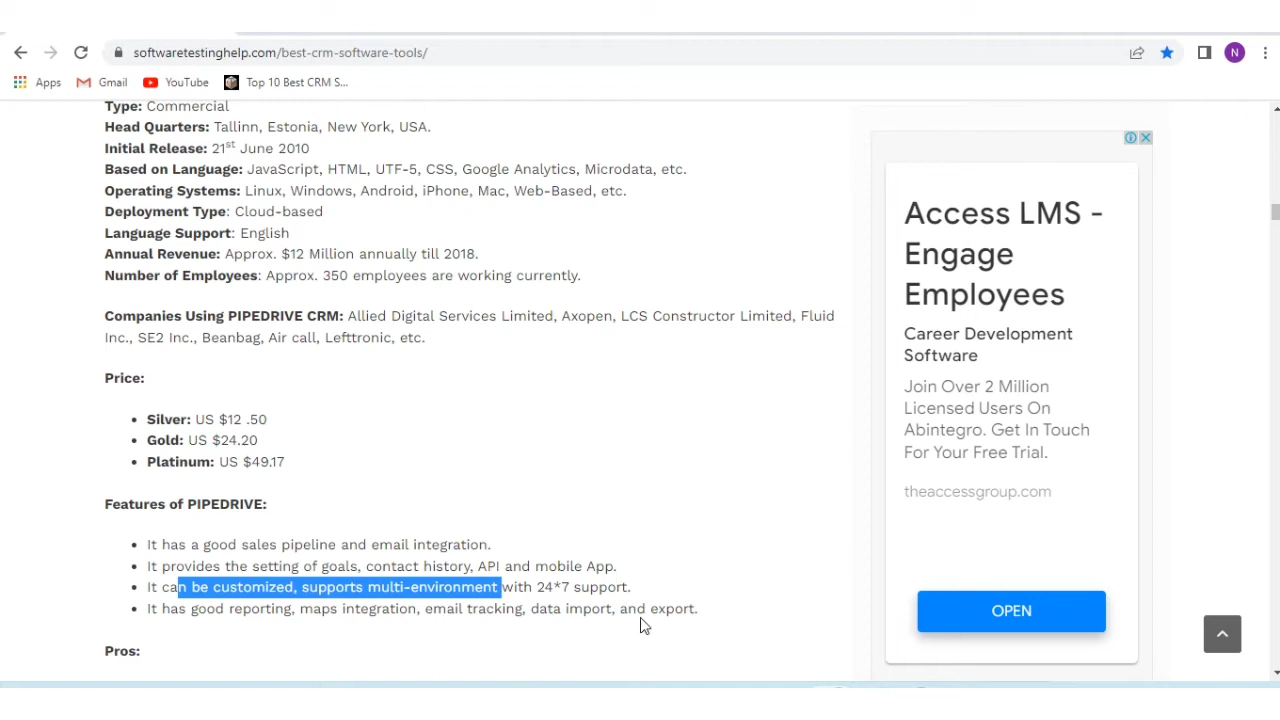 softwaretestinghelp.com/best-crm-software-tools/
N
Apps Gmail YouTube Top 10 Best CRM S...
Type: Commercial
Head Quarters: Tallinn, Estonia, New York, USA.
Initial Release: 21st June 2010
Based on Language: JavaScript, HTML, UTF-5, CSS, Google Analytics, Microdata, etc.
Operating Systems: Linux, Windows, Android, iPhone, Mac, Web-Based, etc.
Deployment Type: Cloud-based
Language Support: English
Annual Revenue: Approx. $12 Million annually till 2018.
Number of Employees: Approx. 350 employees are working currently.
Companies Using PIPEDRIVE CRM: Allied Digital Services Limited, Axopen, LCS Constructor Limited, Fluid
Inc., SE2 Inc., Beanbag, Air call, Lefttronic, etc.
Price:
• Silver: US $12 .50
• Gold: US $24.20
• Platinum: US $49.17
Features of PIPEDRIVE:
• It has a good sales pipeline and email integration.
• It provides the setting of goals, contact history, API and mobile App.
• It can be customized, supports multi-environment with 24*7 support.
• It has good reporting, maps integration, email tracking, data import, and export.
Pros:
Access LMS -
Engage
Employees
Career Development
Software
Join Over 2 Million
Licensed Users On
Abintegro. Get In Touch
For Your Free Trial.
theaccessgroup.com
OPEN